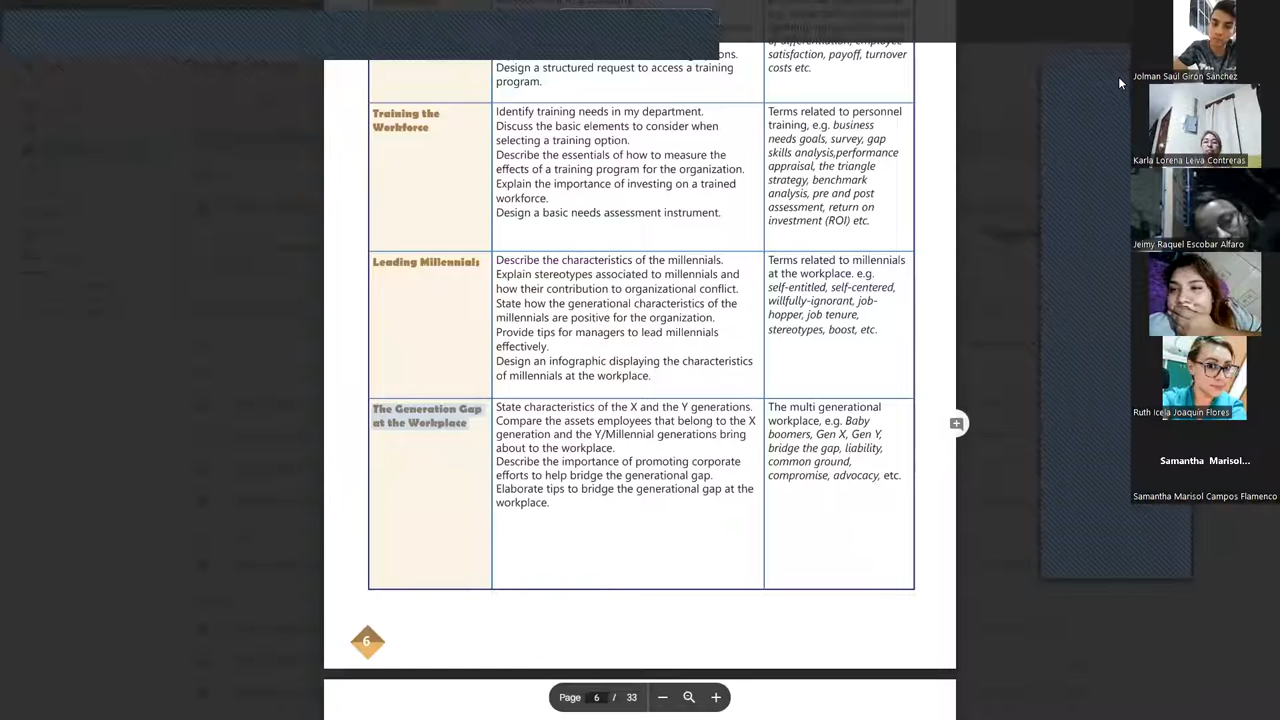 ons.
Design a structured request to access a training
program.
of differentiation, employee
satisfaction, payoff, turnover
costs etc.
Training the
Workforce
Identify training needs in my department.
Discuss the basic elements to consider when
selecting a training option.
Describe the essentials of how to measure the
effects of a training program for the organization.
Explain the importance of investing on a trained
workforce.
Design a basic needs assessment instrument.
Terms related to personnel
training, e.g. business
needs goals, survey, gap
skills analysis,performance
appraisal, the triangle
strategy, benchmark
analysis, pre and post
assessment, return on
investment (ROI) etc.
Leading Millennials
Describe the characteristics of the millennials.
Explain stereotypes associated to millennials and
how their contribution to organizational conflict.
State how the generational characteristics of the
millennials are positive for the organization.
Provide tips for managers to lead millennials
effectively.
Design an infographic displaying the characteristics
of millennials at the workplace.
Terms related to millennials
at the workplace. e.g.
self-entitled, self-centered,
willfully-ignorant, job-
hopper, job tenure,
stereotypes, boost, etc.
The Generation Gap
at the Workplace
State characteristics of the X and the Y generations.
Compare the assets employees that belong to the X
generation and the Y/Millennial generations bring
about to the workplace.
Describe the importance of promoting corporate
efforts to help bridge the generational gap.
Elaborate tips to bridge the generational gap at the
workplace.
The multi generational
workplace, e.g. Baby
boomers, Gen X, Gen Y,
bridge the gap, liability,
common ground,
compromise, advocacy, etc.
6
Page 6 / 33
Jolman Saúl Girón Sánchez
Karla Lorena Leiva Contreras
Jeimy Raquel Escobar Alfaro
Ruth Icela Joaquín Flores
Samantha Marisol...
Samantha Marisol Campos Flamenco